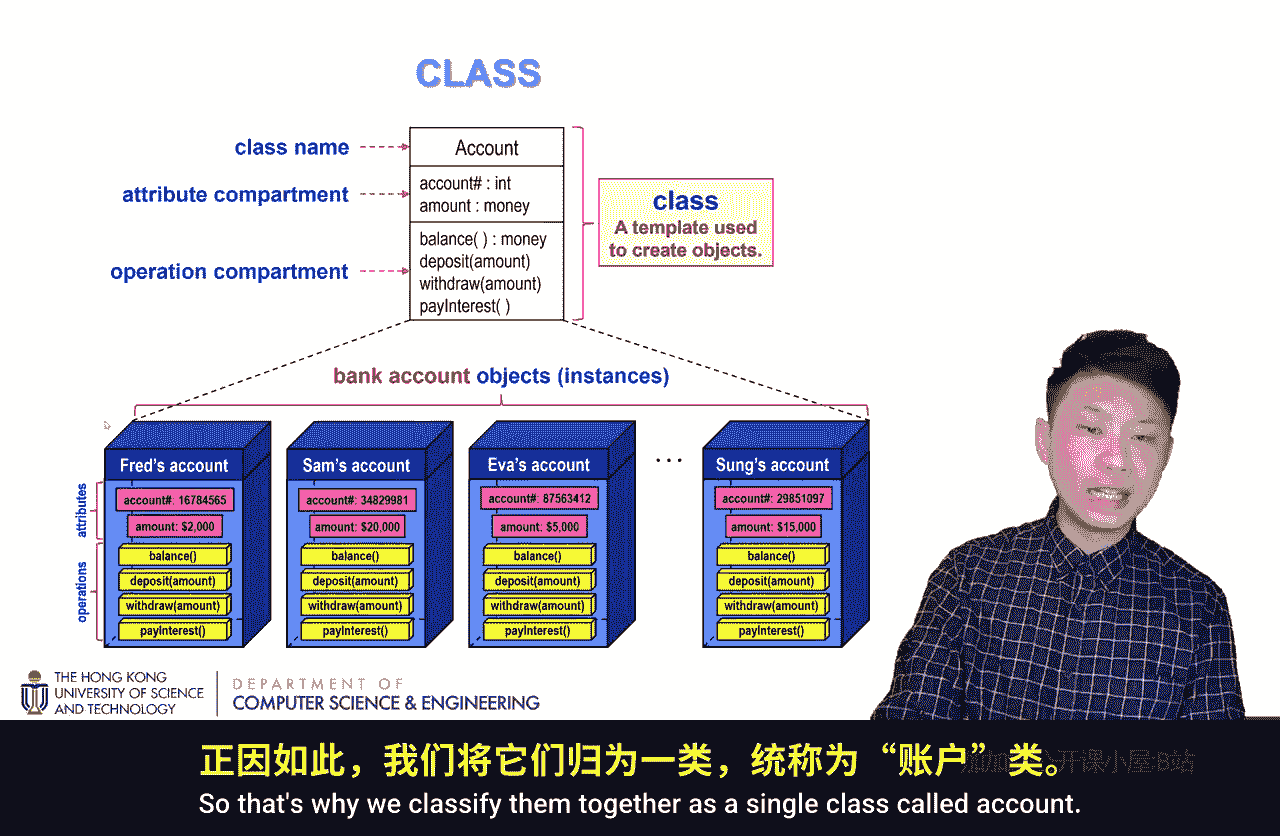 CLASS
class name
Account
attribute compartment
account# : int
amount : money
operation compartment
balance( ) : money
deposit(amount)
withdraw(amount)
payInterest( )
class
A template used
to create objects.
bank account objects (instances)
attributes
operations
Fred's account
account#: 16784565
amount: $2,000
balance()
deposit(amount)
withdraw(amount)
payInterest()
Sam's account
account#: 34829981
amount: $20,000
balance()
deposit(amount)
withdraw(amount)
payInterest()
Eva's account
account#: 87563412
amount: $5,000
balance()
deposit(amount)
withdraw(amount)
payInterest()
...
Sung's account
account#: 29851097
amount: $15,000
balance()
deposit(amount)
withdraw(amount)
payInterest()
THE HONG KONG
UNIVERSITY OF SCIENCE
AND TECHNOLOGY
DEPARTMENT OF
COMPUTER SCIENCE & ENGINEERING
正因如此，我们将它们归为一类，统称为“账户”类。
开课小屋:B站
So that's why we classify them together as a single class called account.